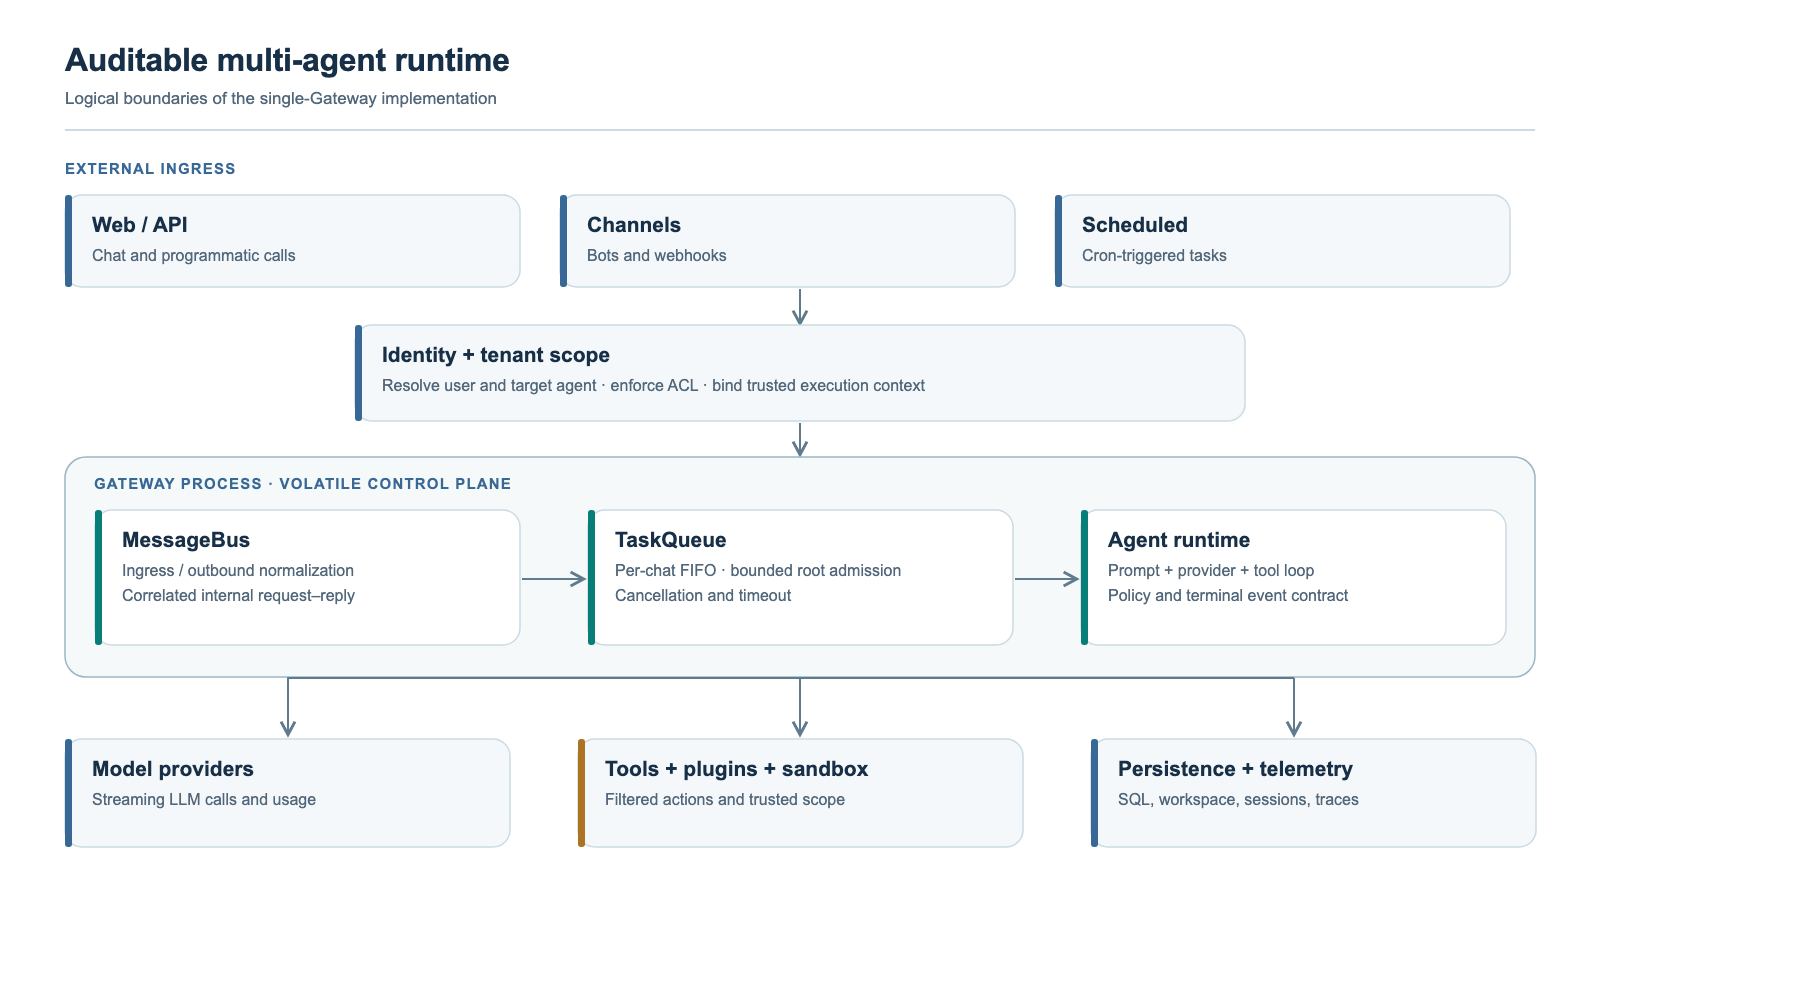 Auditable multi-agent runtime
Logical boundaries of the single-Gateway implementation
EXTERNAL INGRESS
Web / API
Chat and programmatic calls
Channels
Bots and webhooks
Scheduled
Cron-triggered tasks
Identity + tenant scope
Resolve user and target agent · enforce ACL · bind trusted execution context
GATEWAY PROCESS · VOLATILE CONTROL PLANE
MessageBus
Ingress / outbound normalization
Correlated internal request–reply
TaskQueue
Per-chat FIFO · bounded root admission
Cancellation and timeout
Agent runtime
Prompt + provider + tool loop
Policy and terminal event contract
Model providers
Streaming LLM calls and usage
Tools + plugins + sandbox
Filtered actions and trusted scope
Persistence + telemetry
SQL, workspace, sessions, traces